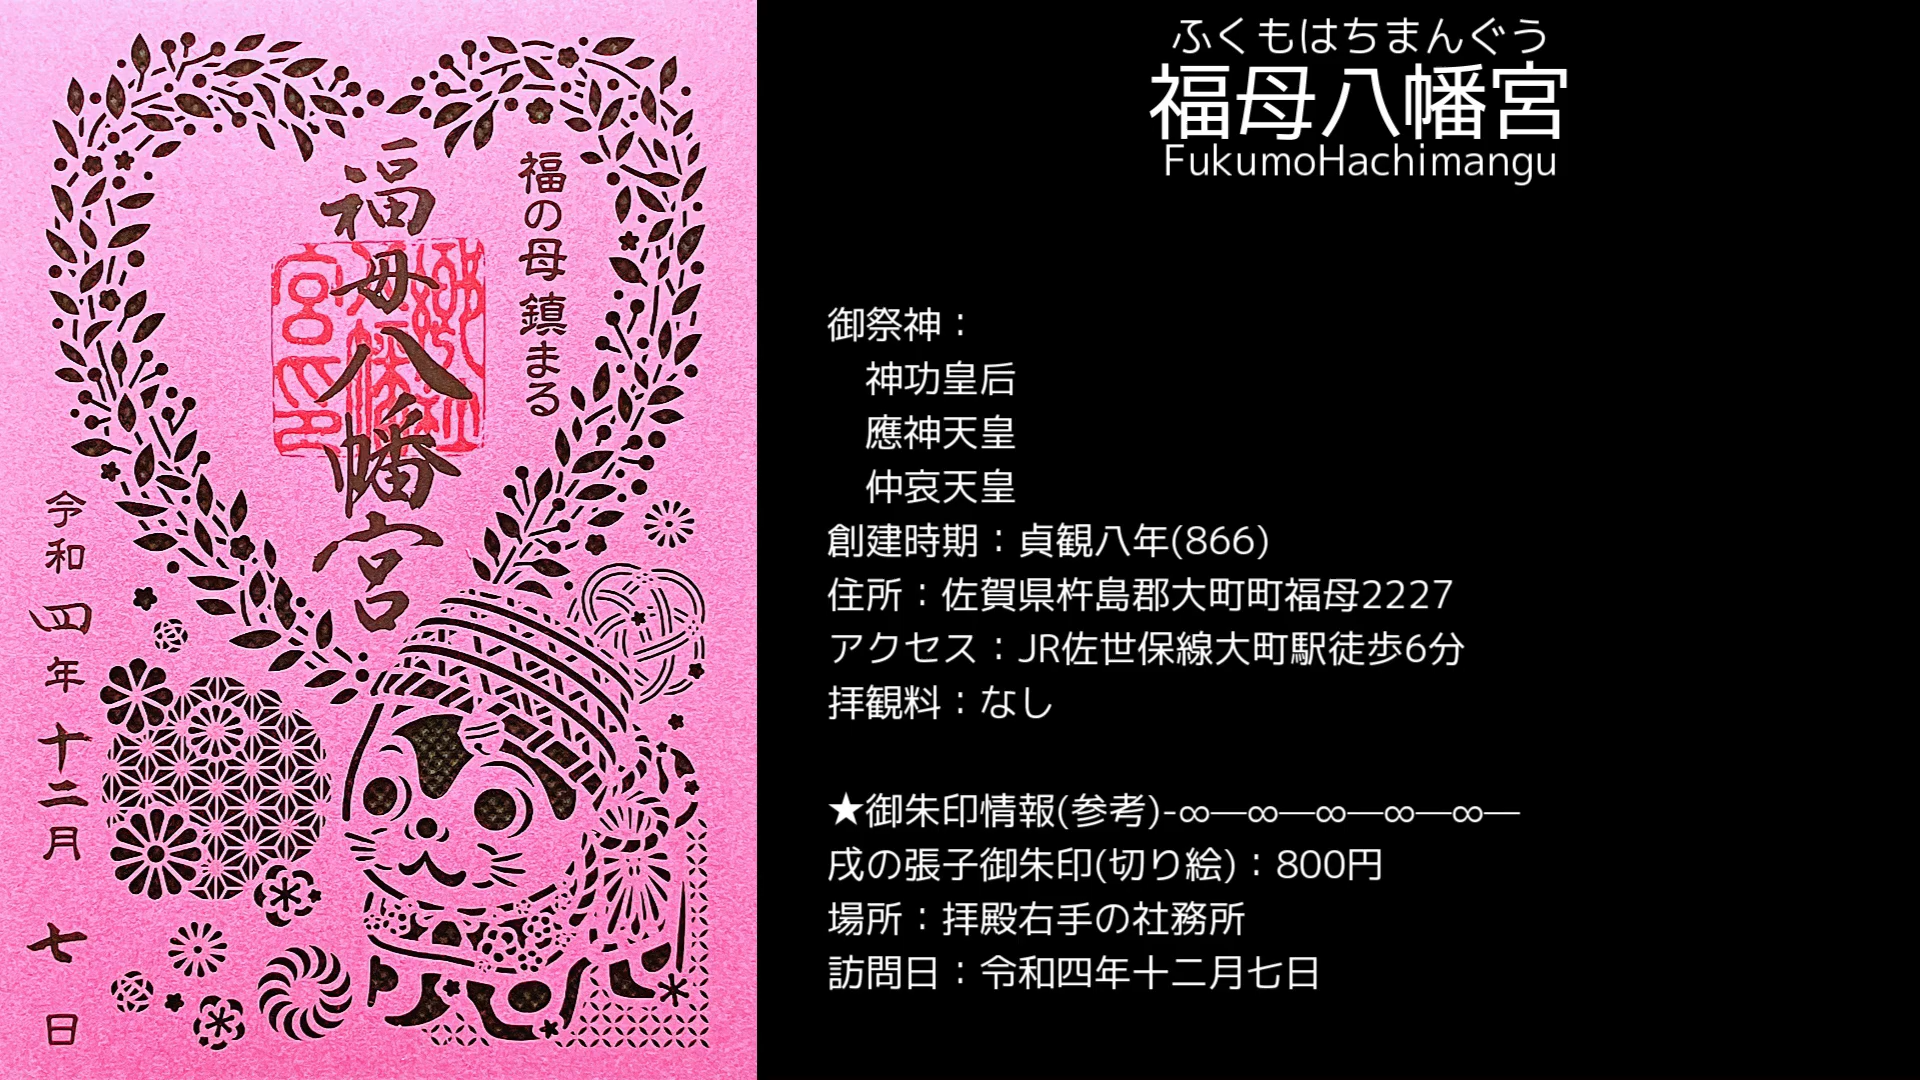 福の母 鎮まる
福母八幡宮
令和四年十二月七日
ふくもはちまんぐう
福母八幡宮
FukumoHachimangu
御祭神：
神功皇后
應神天皇
仲哀天皇
創建時期：貞観八年(866)
住所：佐賀県杵島郡大町町福母2227
アクセス：JR佐世保線大町駅徒歩6分
拝観料：なし
★御朱印情報(参考)-∞—∞—∞—∞—∞—
戌の張子御朱印(切り絵)：800円
場所：拝殿右手の社務所
訪問日：令和四年十二月七日